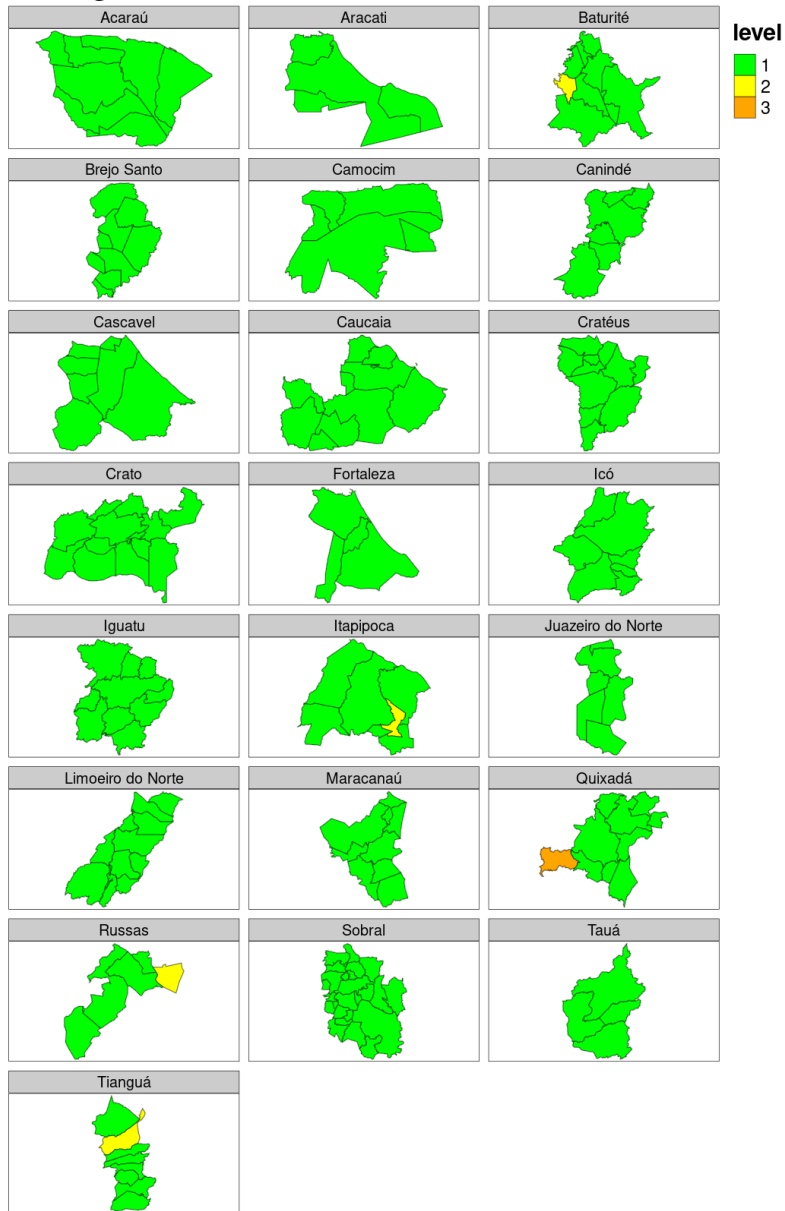 Acaraú Aracati Baturité
level
1
2
3
Brejo Santo Camocim Canindé
Cascavel Caucaia Cratéus
Crato Fortaleza Icó
Iguatu Itapipoca Juazeiro do Norte
Limoeiro do Norte Maracanaú Quixadá
Russas Sobral Tauá
Tianguá